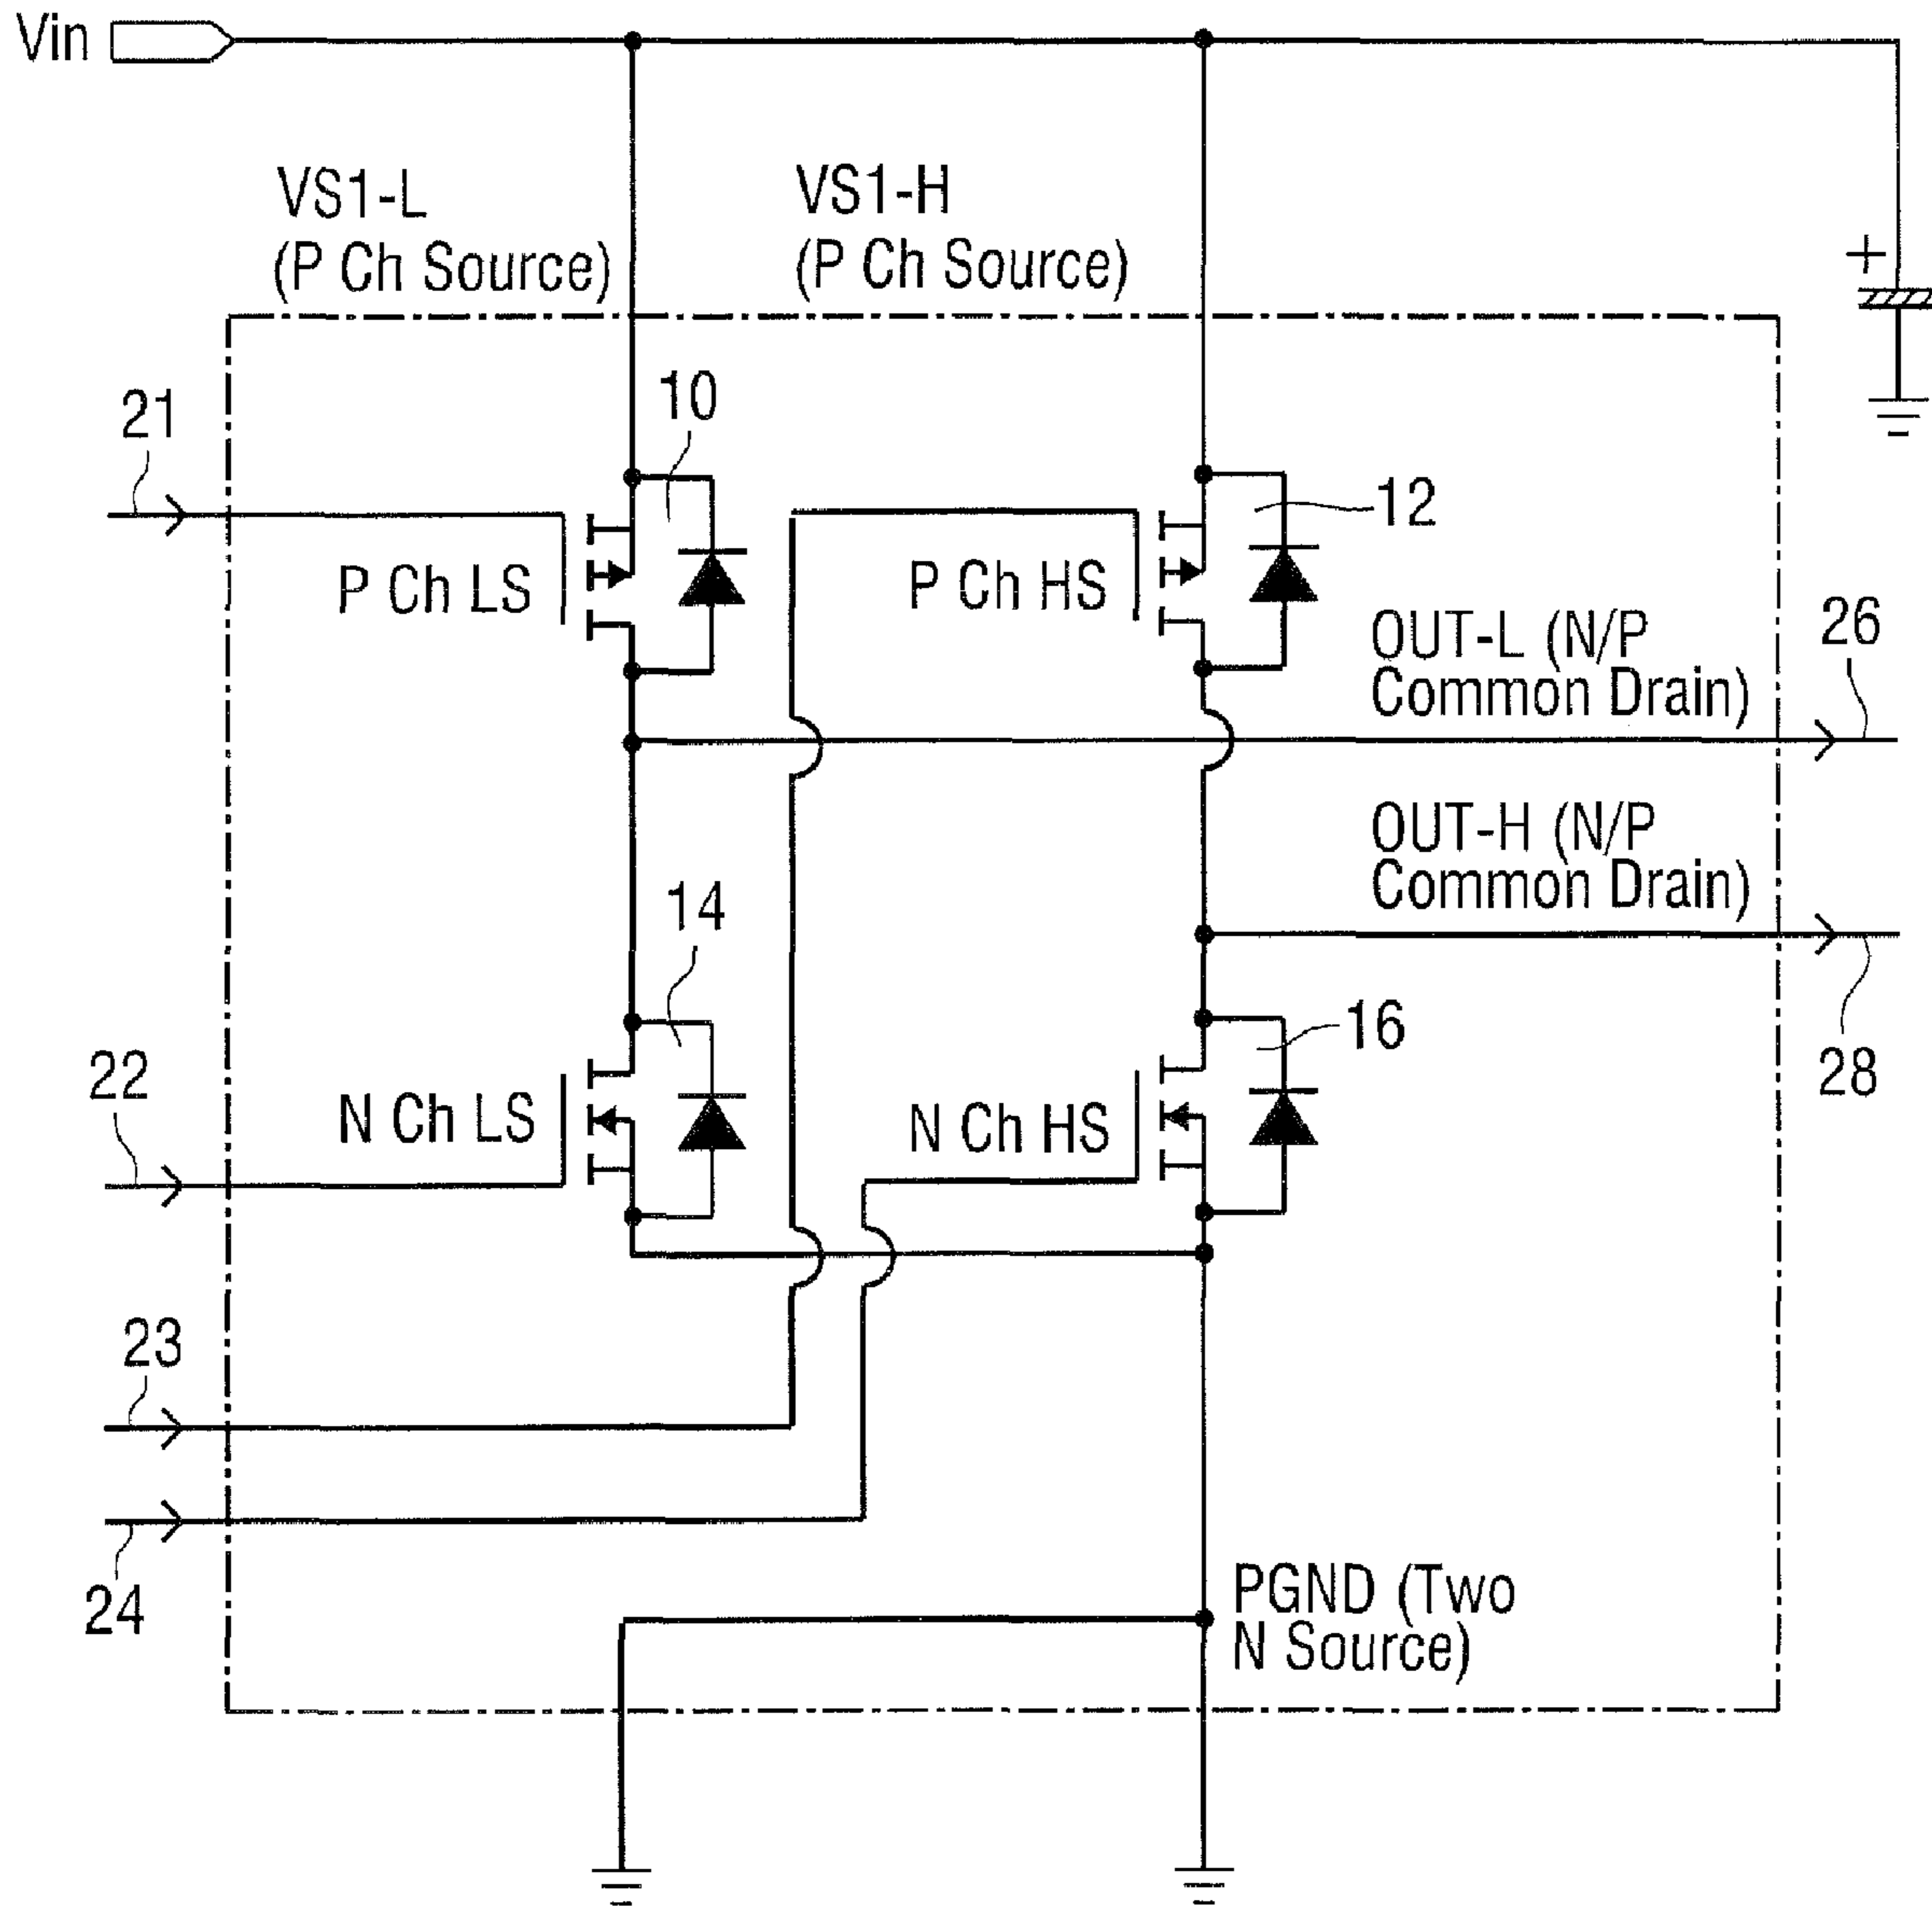 Vin
VS1-L
(P Ch Source)
VS1-H
(P Ch Source)
+
21
10
12
P Ch LS
P Ch HS
OUT-L (N/P
Common Drain)
26
OUT-H (N/P
Common Drain)
14
16
22
28
N Ch LS
N Ch HS
23
24
PGND (Two
N Source)